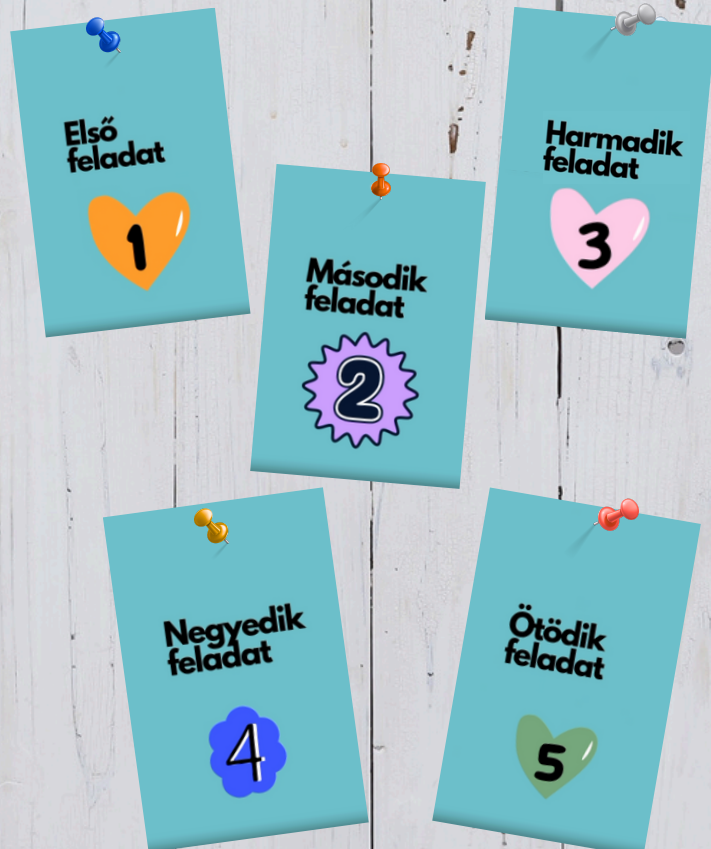 Első
feladat
1
Második
feladat
2
Harmadik
feladat
3
Negyedik
feladat
4
Ötödik
feladat
5